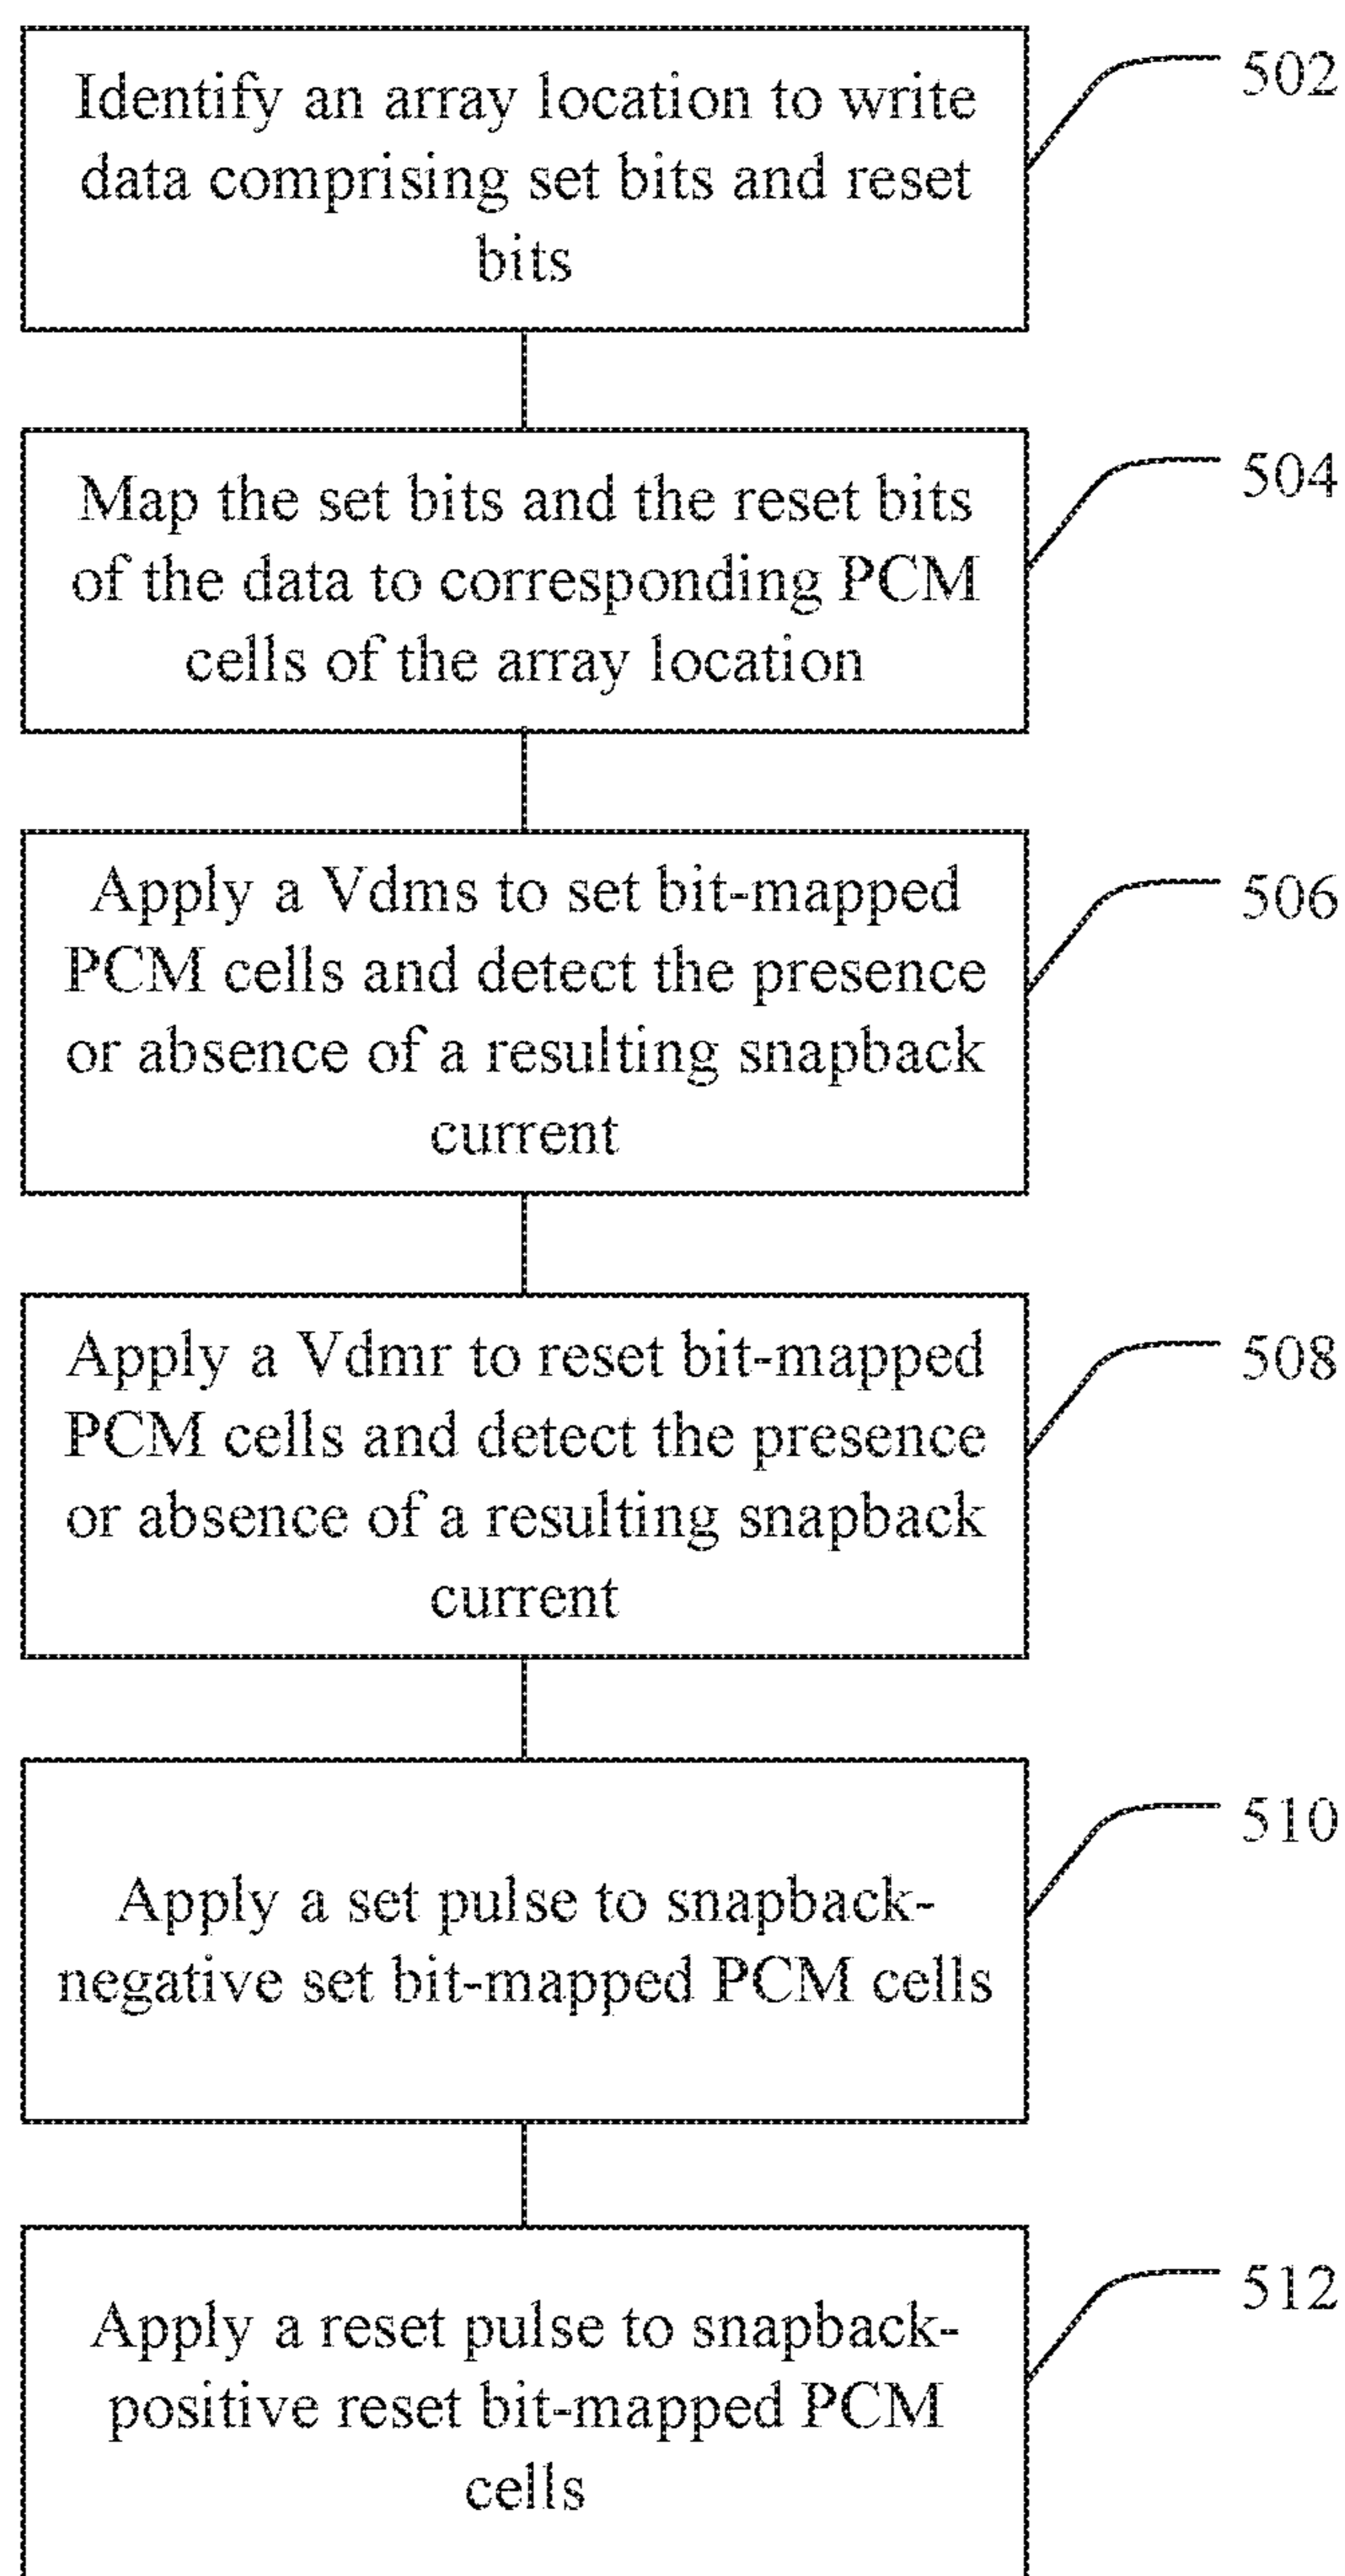 Identify an array location to write
data comprising set bits and reset
bits
502
Map the set bits and the reset bits
of the data to corresponding PCM
cells of the array location
504
Apply a Vdms to set bit-mapped
PCM cells and detect the presence
or absence of a resulting snapback
current
506
Apply a Vdmr to reset bit-mapped
PCM cells and detect the presence
or absence of a resulting snapback
current
508
Apply a set pulse to snapback-
negative set bit-mapped PCM cells
510
Apply a reset pulse to snapback-
positive reset bit-mapped PCM
cells
512